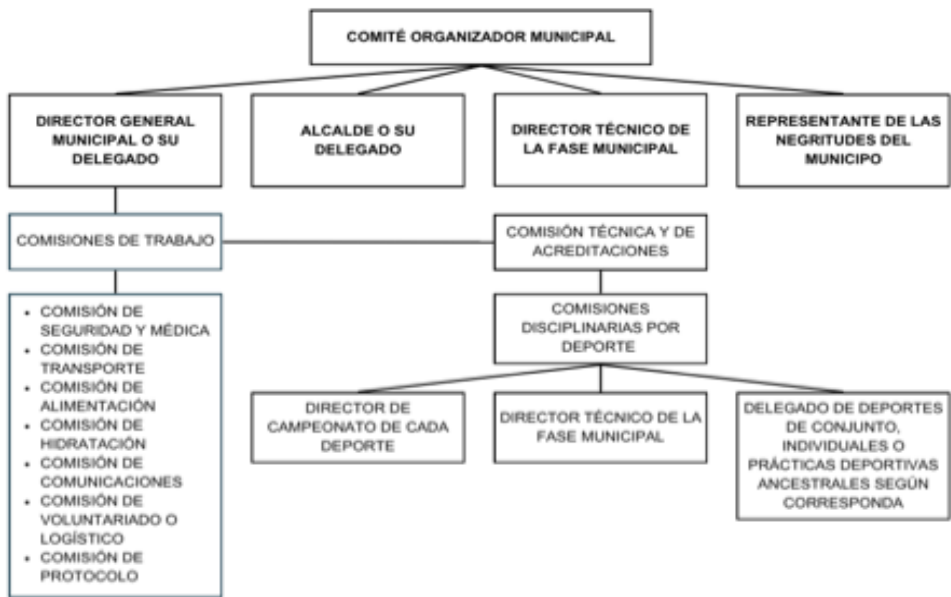 COMITÉ ORGANIZADOR MUNICIPAL
DIRECTOR GENERAL
MUNICIPAL O SU
DELEGADO
ALCALDE O SU
DELEGADO
DIRECTOR TÉCNICO DE
LA FASE MUNICIPAL
REPRESENTANTE DE LAS
NEGRITUDES DEL
MUNICIPO
COMISIONES DE TRABAJO
COMISIÓN TÉCNICA Y DE
ACREDITACIONES
• COMISIÓN DE
SEGURIDAD Y MÉDICA
• COMISIÓN DE
TRANSPORTE
• COMISIÓN DE
ALIMENTACIÓN
• COMISIÓN DE
HIDRATACIÓN
• COMISIÓN DE
COMUNICACIONES
• COMISIÓN DE
VOLUNTARIADO O
LOGÍSTICO
• COMISIÓN DE
PROTOCOLO
COMISIONES
DISCIPLINARIAS POR
DEPORTE
DIRECTOR DE
CAMPEONATO DE CADA
DEPORTE
DIRECTOR TÉCNICO DE LA
FASE MUNICIPAL
DELEGADO DE DEPORTES
DE CONJUNTO,
INDIVIDUALES O
PRÁCTICAS DEPORTIVAS
ANCESTRALES SEGÚN
CORRESPONDA